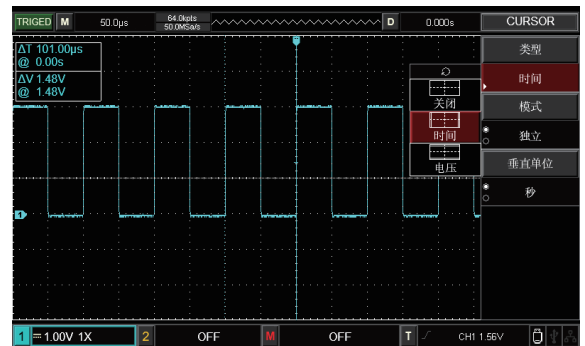 TRIGED M 50.0μs 64.0kpts 50.0MSa/s D 0.000s CURSOR
ΔT 101.00μs
@ 0.00s
ΔV 1.48V
@ 1.48V
类型
时间
模式
独立
垂直单位
秒
关闭
时间
电压
1
1 1.00V 1X 2 OFF M OFF T CH1 1.56V